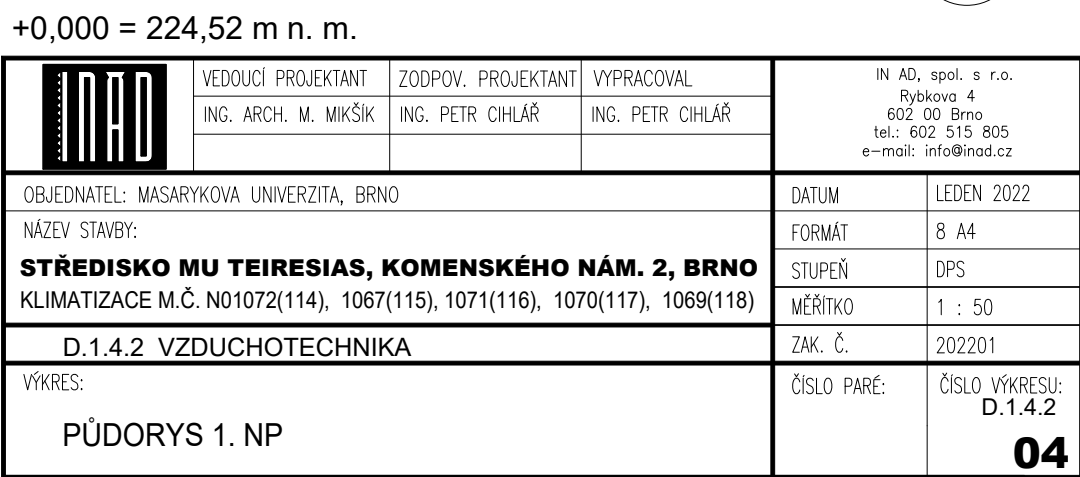 +0,000 = 224,52 m n. m.
INAD
VEDOUCÍ PROJEKTANT ZODPOV. PROJEKTANT VYPRACOVAL
ING. ARCH. M. MIKŠÍK ING. PETR CIHLÁŘ ING. PETR CIHLÁŘ
IN AD, spol. s r.o.
Rybkova 4
602 00 Brno
tel.: 602 515 805
e-mail: info@inad.cz
OBJEDNATEL: MASARYKOVA UNIVERZITA, BRNO
NÁZEV STAVBY:
STŘEDISKO MU TEIRESIAS, KOMENSKÉHO NÁM. 2, BRNO
KLIMATIZACE M.Č. N01072(114), 1067(115), 1071(116), 1070(117), 1069(118)
D.1.4.2 VZDUCHOTECHNIKA
DATUM LEDEN 2022
FORMÁT 8 A4
STUPEŇ DPS
MĚŘÍTKO 1 : 50
ZAK. Č. 202201
VÝKRES:
PŮDORYS 1. NP
ČÍSLO PARÉ:
ČÍSLO VÝKRESU:
D.1.4.2
04